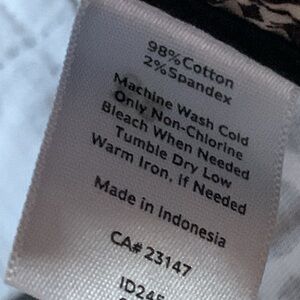 98% Cotton
2% Spandex
Machine Wash Cold
Only Non-Chlorine
Bleach When Needed
Tumble Dry Low
Warm Iron, If Needed
Made in Indonesia
CA# 23147
ID245